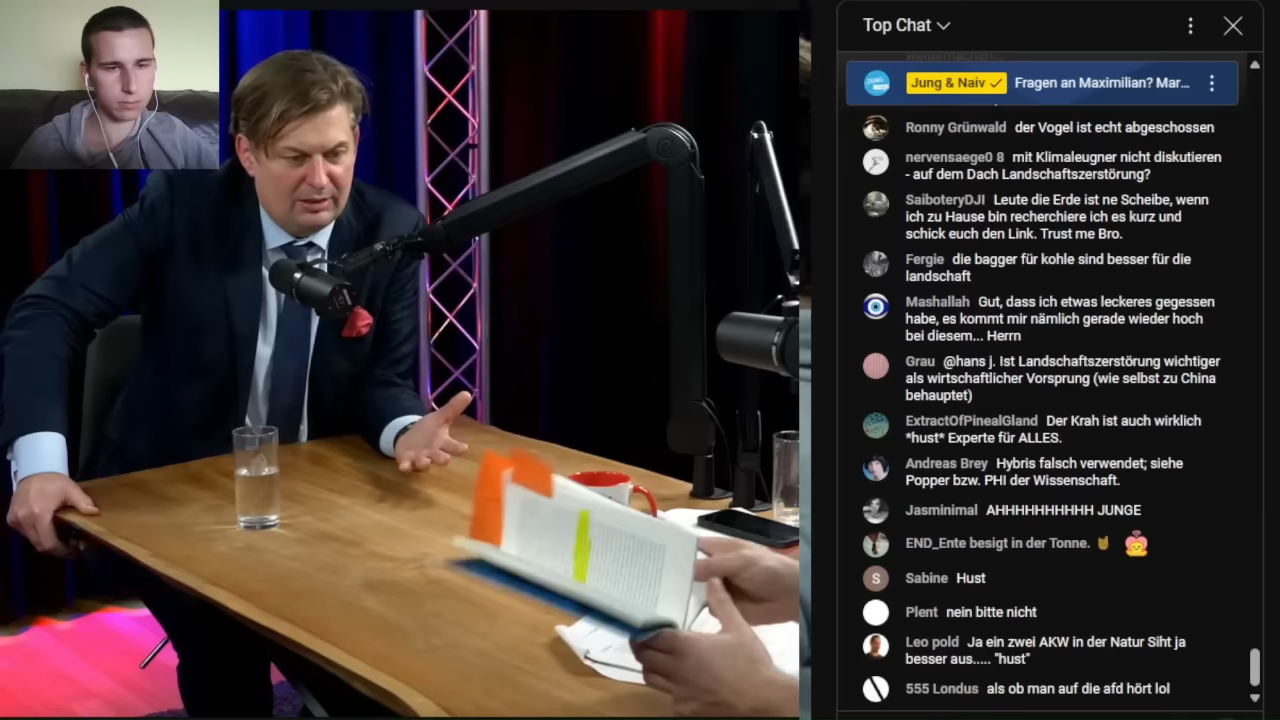 Top Chat
Jung & Naiv Fragen an Maximilian? Mar...
Ronny Grünwald der Vogel ist echt abgeschossen
nervensaege0 8 mit Klimaleugner nicht diskutieren
- auf dem Dach Landschaftszerstörung?
SaiboteryDJI Leute die Erde ist ne Scheibe, wenn
ich zu Hause bin recherchiere ich es kurz und
schick euch den Link. Trust me Bro.
Fergie die bagger für kohle sind besser für die
landschaft
Mashallah Gut, dass ich etwas leckeres gegessen
habe, es kommt mir nämlich gerade wieder hoch
bei diesem... Herrn
Grau @hans j. Ist Landschaftszerstörung wichtiger
als wirtschaftlicher Vorsprung (wie selbst zu China
behauptet)
ExtractOfPinealGland Der Krah ist auch wirklich
*hust* Experte für ALLES.
Andreas Brey Hybris falsch verwendet; siehe
Popper bzw. PHI der Wissenschaft.
Jasminimal AHHHHHHHHHH JUNGE
END_Ente besigt in der Tonne.
S
Sabine Hust
Plent nein bitte nicht
Leo pold Ja ein zwei AKW in der Natur Siht ja
besser aus..... "hust"
555 Londus als ob man auf die afd hört lol